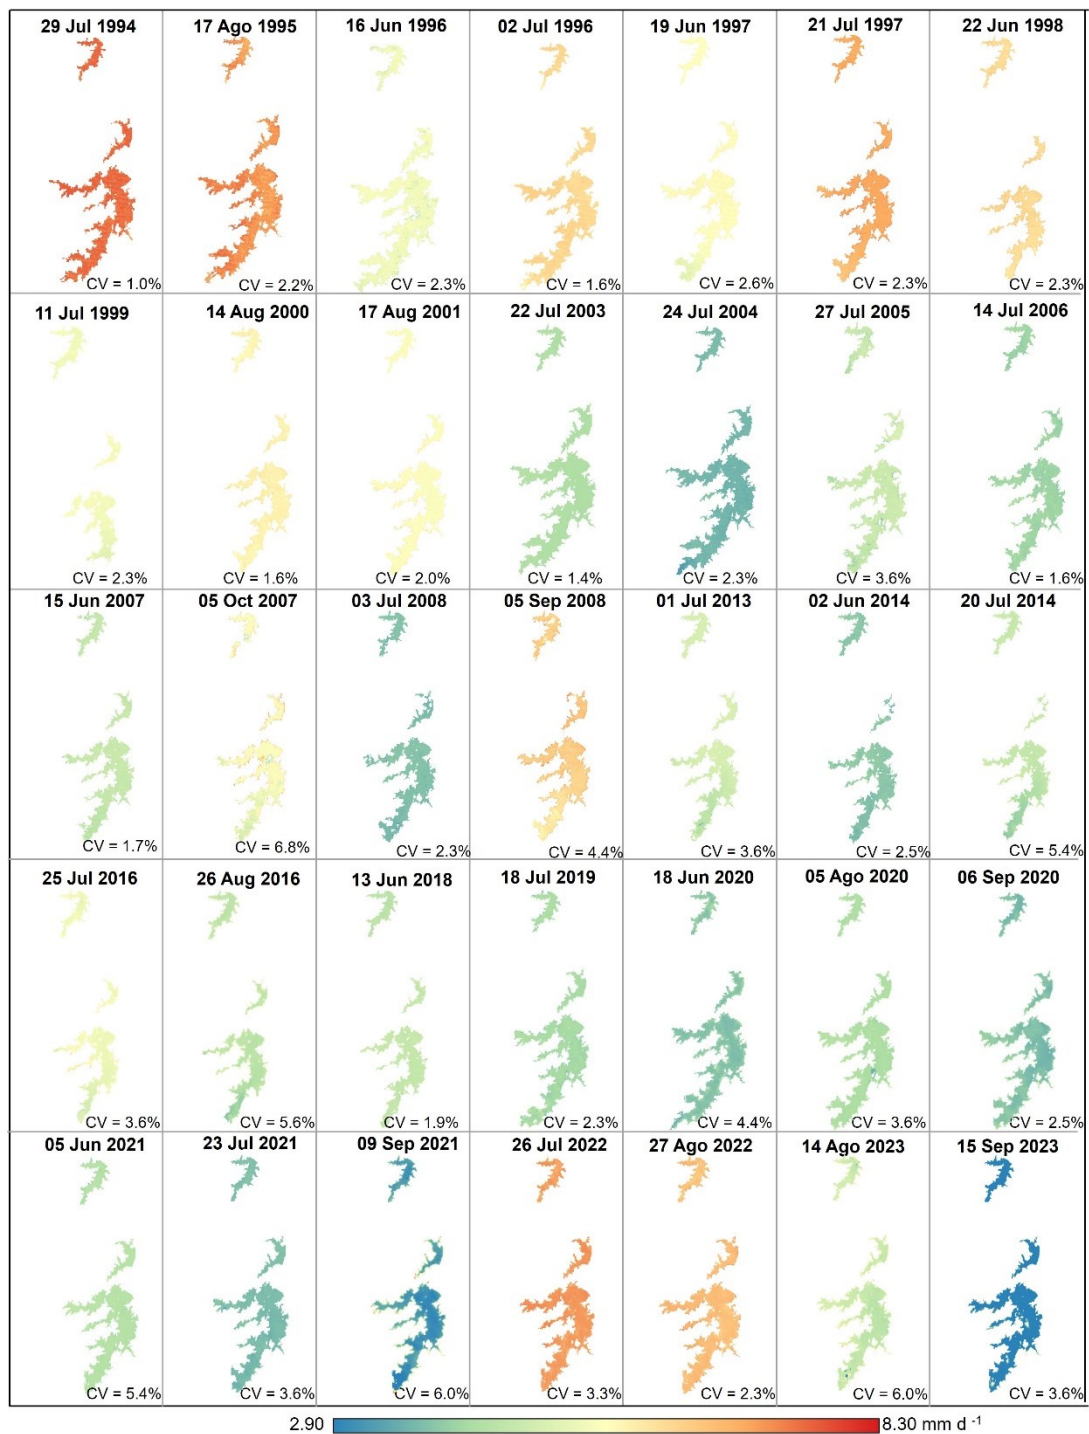 29 Jul 1994 17 Ago 1995 16 Jun 1996 02 Jul 1996 19 Jun 1997 21 Jul 1997 22 Jun 1998
CV = 1.0% CV = 2.2% CV = 2.3% CV = 1.6% CV = 2.6% CV = 2.3% CV = 2.3%
11 Jul 1999 14 Aug 2000 17 Aug 2001 22 Jul 2003 24 Jul 2004 27 Jul 2005 14 Jul 2006
CV = 2.3% CV = 1.6% CV = 2.0% CV = 1.4% CV = 2.3% CV = 3.6% CV = 1.6%
15 Jun 2007 05 Oct 2007 03 Jul 2008 05 Sep 2008 01 Jul 2013 02 Jun 2014 20 Jul 2014
CV = 1.7% CV = 6.8% CV = 2.3% CV = 4.4% CV = 3.6% CV = 2.5% CV = 5.4%
25 Jul 2016 26 Aug 2016 13 Jun 2018 18 Jul 2019 18 Jun 2020 05 Ago 2020 06 Sep 2020
CV = 3.6% CV = 5.6% CV = 1.9% CV = 2.3% CV = 4.4% CV = 3.6% CV = 2.5%
05 Jun 2021 23 Jul 2021 09 Sep 2021 26 Jul 2022 27 Ago 2022 14 Ago 2023 15 Sep 2023
CV = 5.4% CV = 3.6% CV = 6.0% CV = 3.3% CV = 2.3% CV = 6.0% CV = 3.6%
2.90 8.30 mm d -1